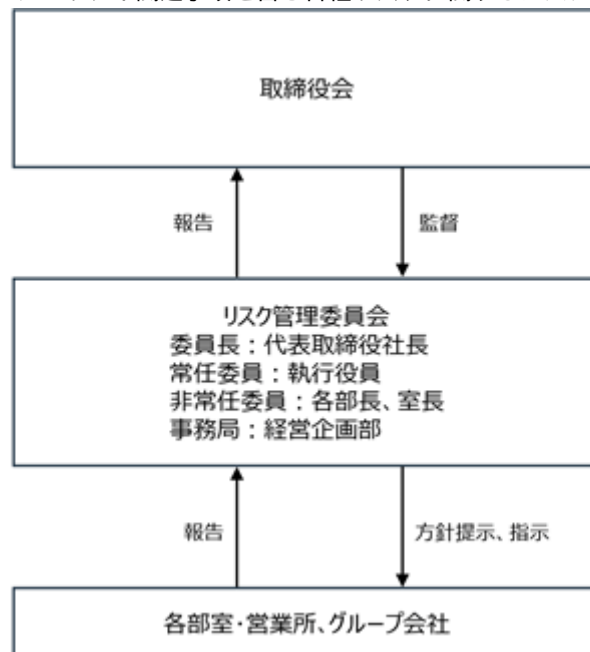 取締役会
報告
監督
リスク管理委員会
委員長：代表取締役社長
常任委員：執行役員
非常任委員：各部長、室長
事務局：経営企画部
報告
方針提示、指示
各部室・営業所、グループ会社